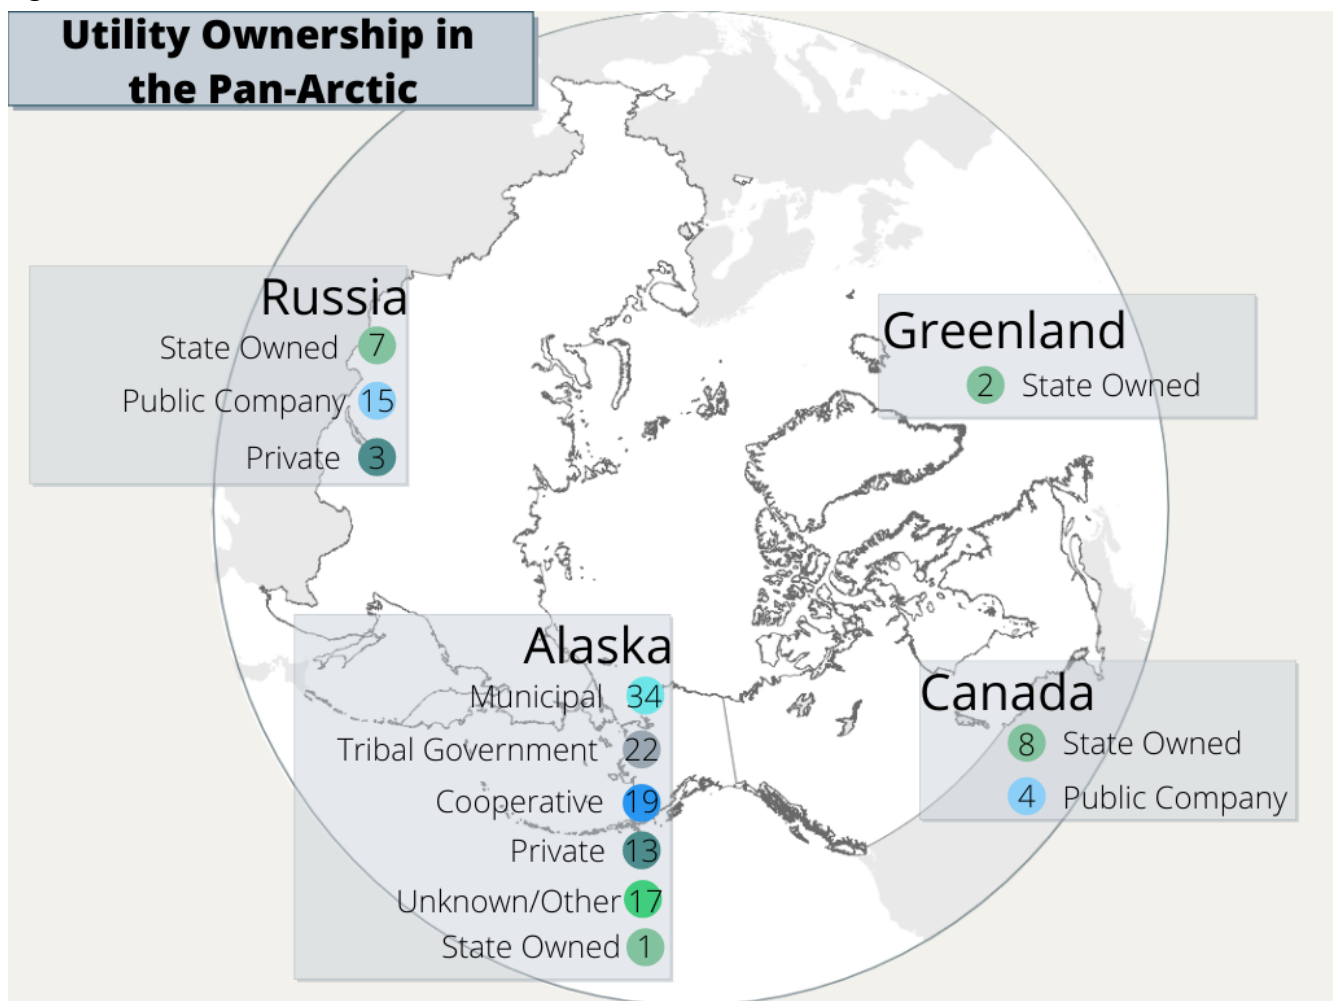 Utility Ownership in
the Pan-Arctic
Russia
State Owned 7
Public Company 15
Private 3
Greenland
2 State Owned
Alaska
Municipal 34
Tribal Government 22
Cooperative 19
Private 13
Unknown/Other 17
State Owned 1
Canada
8 State Owned
4 Public Company